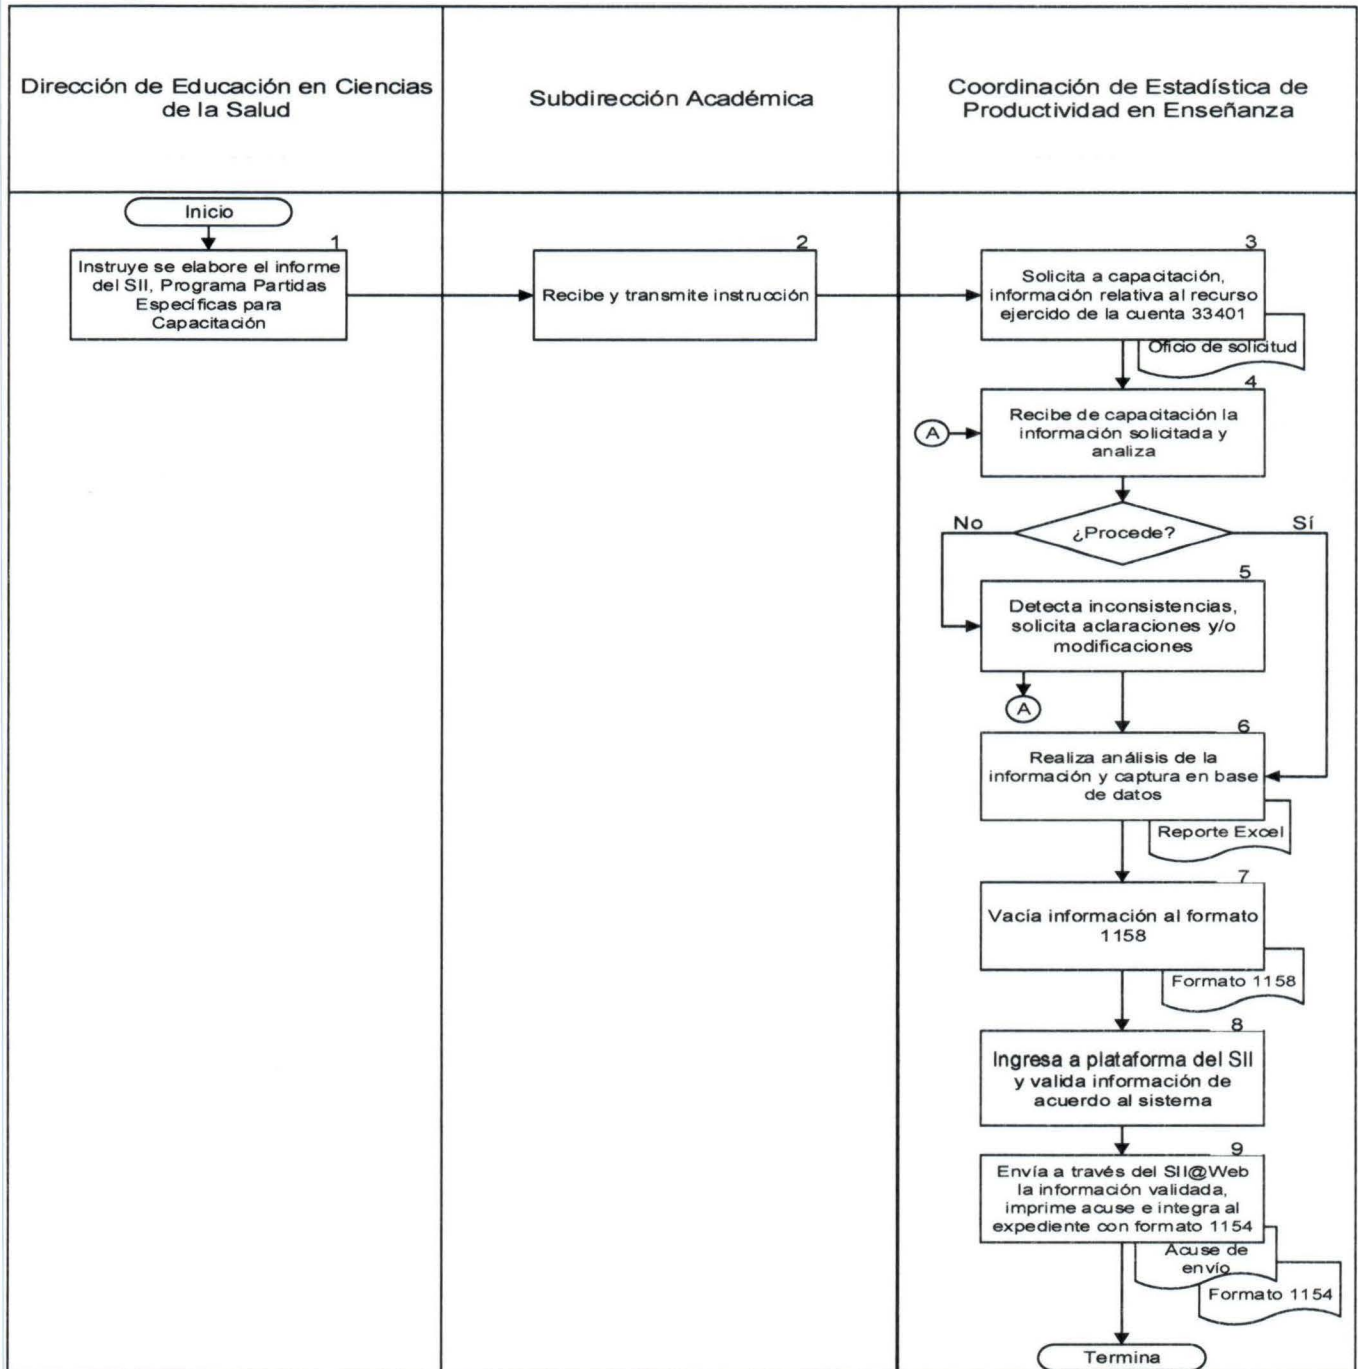 Dirección de Educación en Ciencias
de la Salud
Subdirección Académica
Coordinación de Estadística de
Productividad en Enseñanza
Inicio
1
Instruye se elabore el informe
del SII, Programa Partidas
Específicas para
Capacitación
2
Recibe y transmite instrucción
3
Solicita a capacitación,
información relativa al recurso
ejercido de la cuenta 33401
Oficio de solicitud
4
A
Recibe de capacitación la
información solicitada y
analiza
No
¿Procede?
Sí
5
Detecta inconsistencias,
solicita aclaraciones y/o
modificaciones
A
6
Realiza análisis de la
información y captura en base
de datos
Reporte Excel
7
Vacía información al formato
1158
Formato 1158
8
Ingresa a plataforma del SII
y valida información de
acuerdo al sistema
9
Envía a través del SII@Web
la información validada,
imprime acuse e integra al
expediente con formato 1154
Acuse de
envío
Formato 1154
Termina